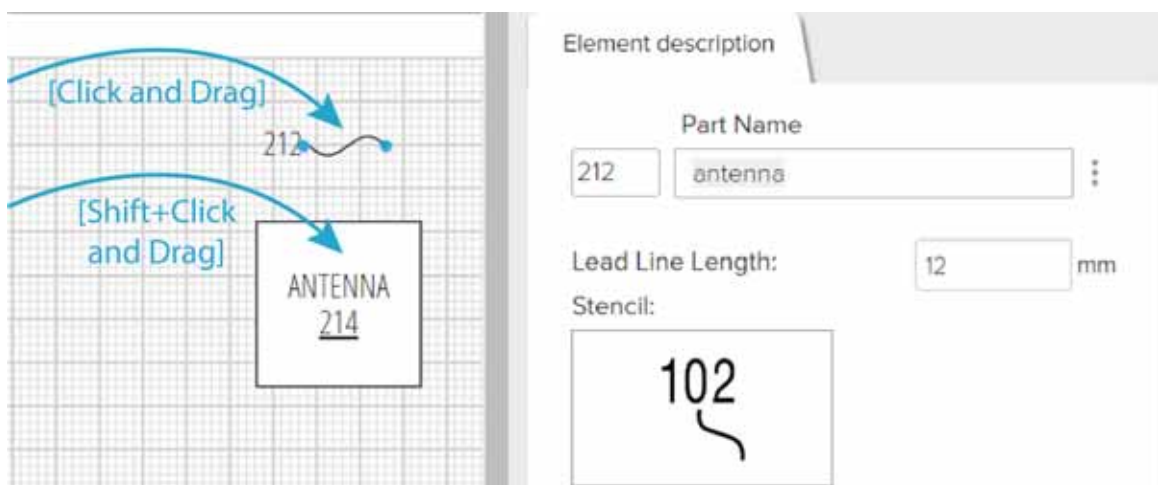 [Click and Drag]
212
[Shift+Click
and Drag]
ANTENNA
214
Element description
Part Name
212
antenna
Lead Line Length:
12
mm
Stencil:
102